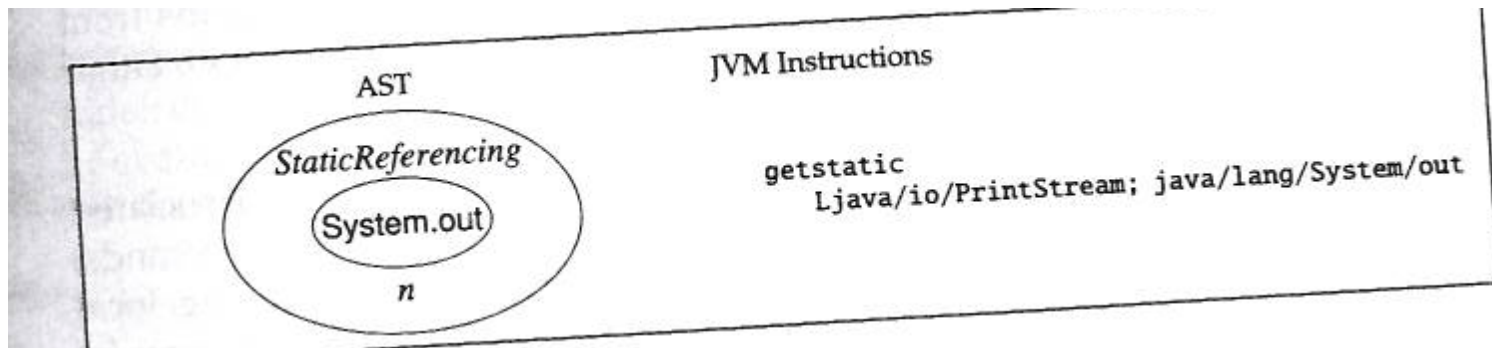 AST
JVM Instructions
StaticReferencing
System.out
n
getstatic
Ljava/io/PrintStream; java/lang/System/out